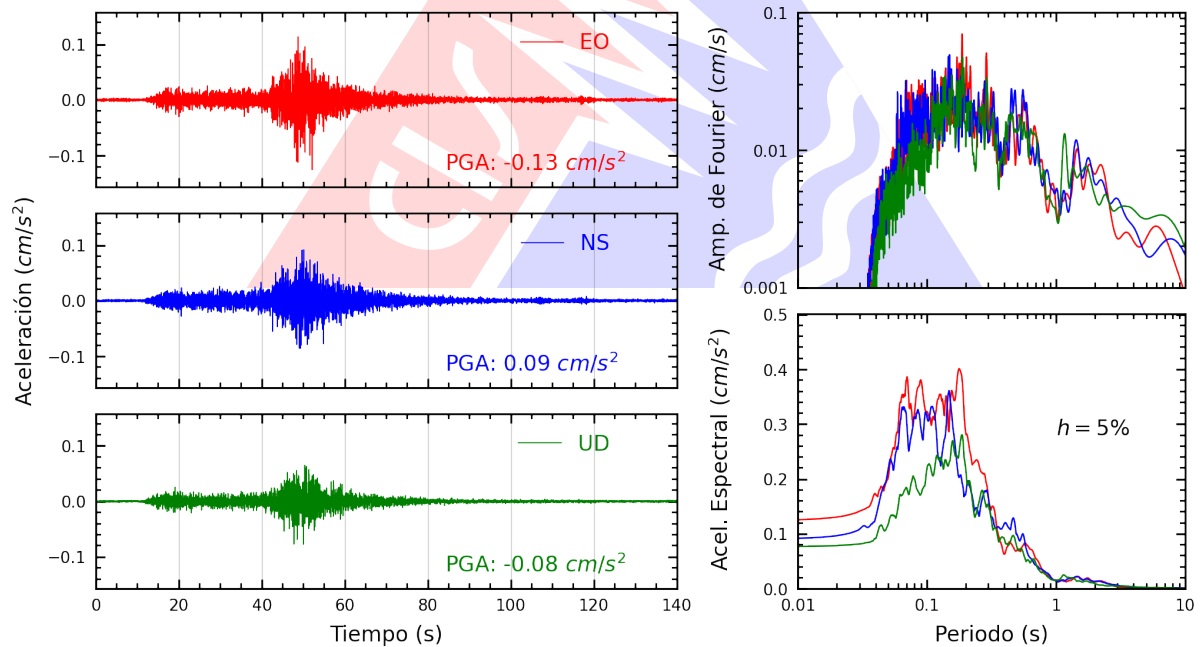 Aceleración (cm/s²)
0.1
0.0
−0.1
EO
PGA: -0.13 cm/s²
0.1
0.0
−0.1
NS
PGA: 0.09 cm/s²
0.1
0.0
−0.1
UD
PGA: -0.08 cm/s²
0 20 40 60 80 100 120 140
Tiempo (s)
Amp. de Fourier (cm/s)
0.1
0.01
0.001
Acel. Espectral (cm/s²)
0.5
0.4
0.3
0.2
0.1
0.0
h = 5%
0.01 0.1 1 10
Periodo (s)